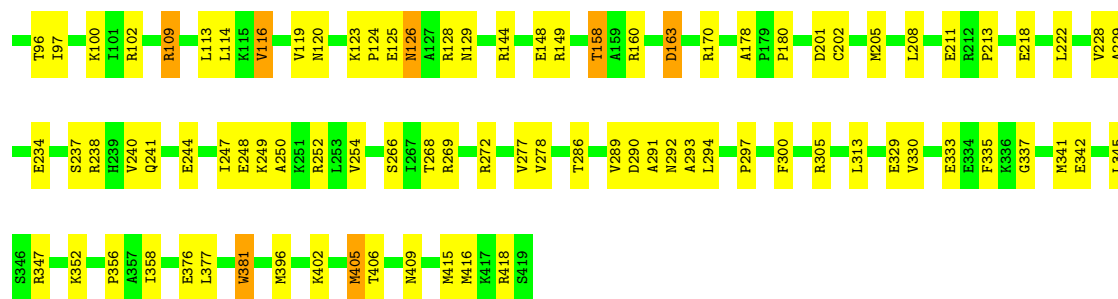 T96 I97 K100 I101 R102 R109 L113 L114 K115 V116 V119 N120 K123 P124 E125 N126 A127 R128 N129 R144 E148 R149 T158 A159 R160 D163 R170 A178 P179 P180 D201 C202 M205 L208 E211 R212 P213 E218 L222 V228 A229
E234 S237 R238 H239 V240 Q241 E244 I247 E248 K249 A250 K251 R252 L253 V254 S266 I267 T268 R269 R272 V277 V278 T286 V289 D290 A291 N292 A293 L294 P297 F300 R305 L313 E329 V330 E333 E334 F335 K336 G337 M341 E342 L345
S346 R347 K352 P356 A357 I358 E376 L377 W381 M396 K402 M405 T406 N409 M415 M416 K417 R418 S419